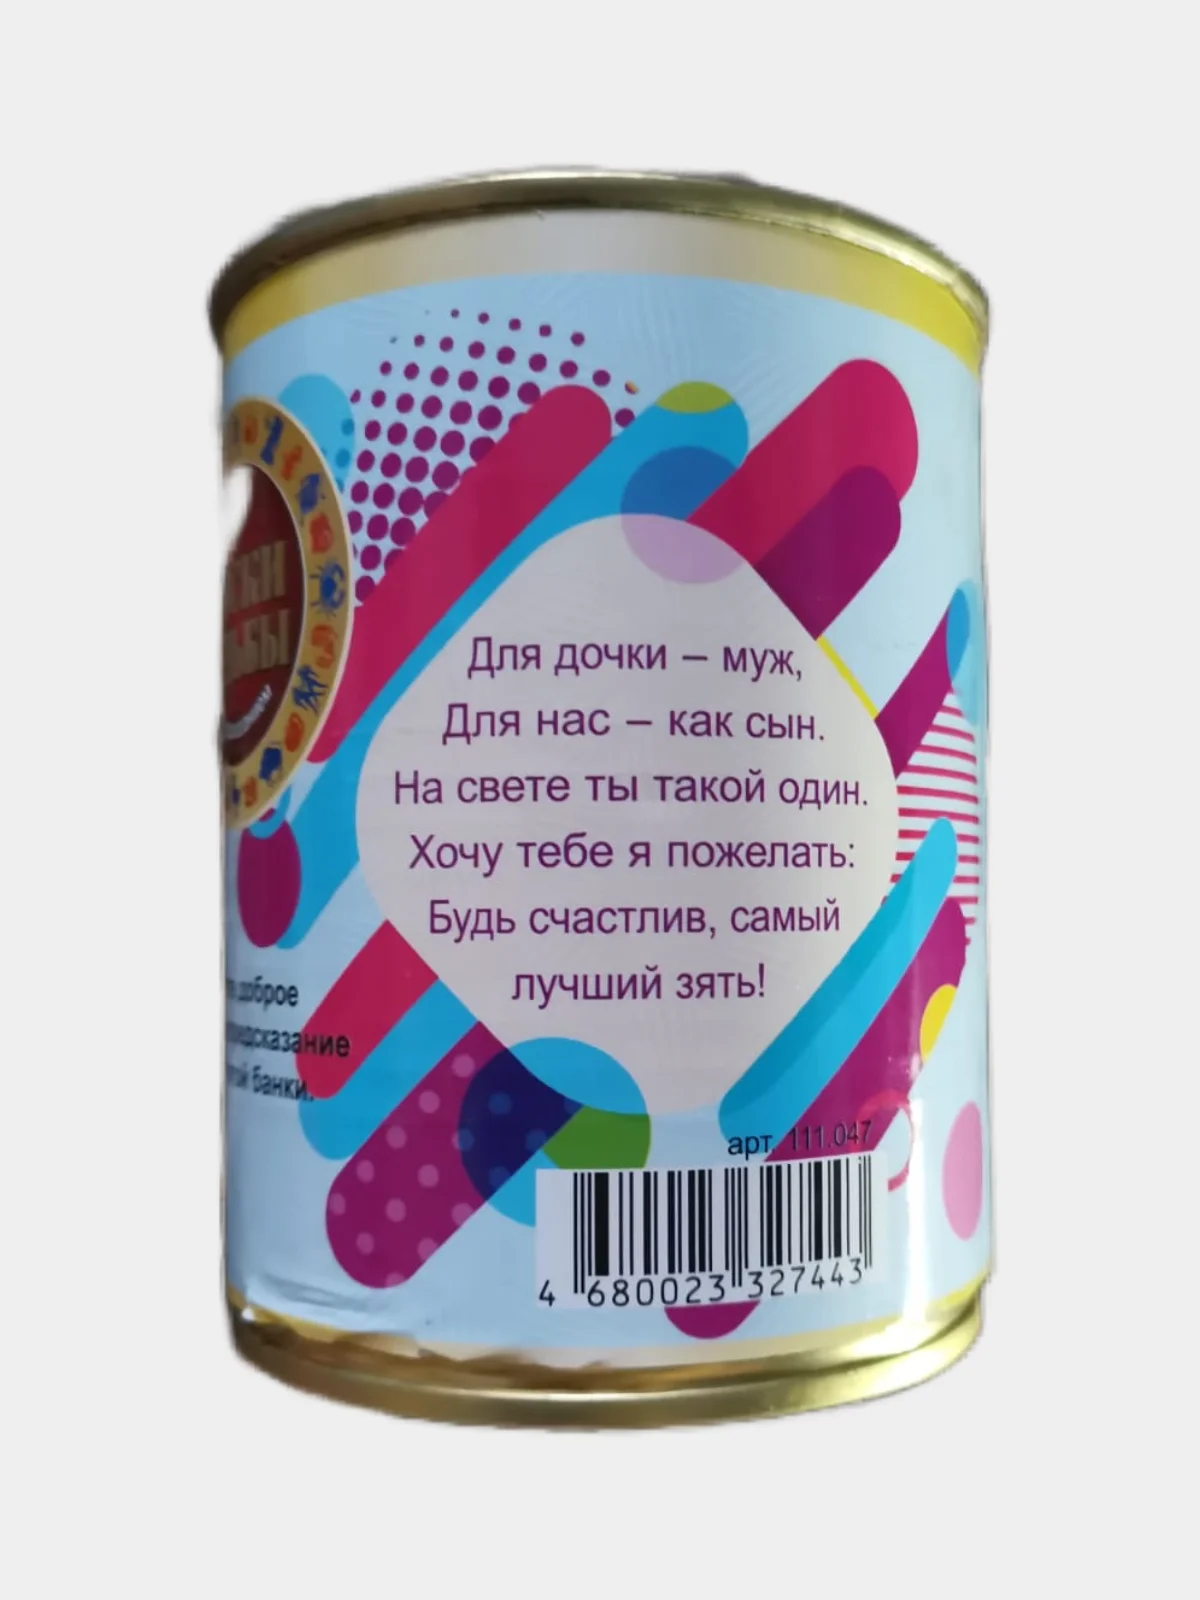 Для дочки – муж,
Для нас – как сын.
На свете ты такой один.
Хочу тебе я пожелать:
Будь счастлив, самый
лучший зять!
доброе
банки.
арт. 111.047
4 680023 327443